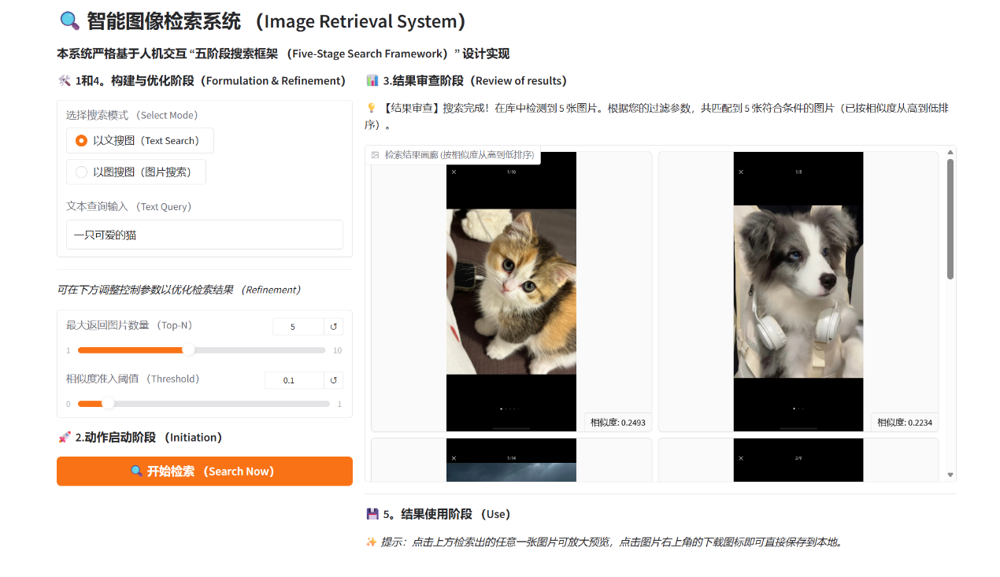 🔍 智能图像检索系统 （Image Retrieval System）
本系统严格基于人机交互 “五阶段搜索框架 （Five-Stage Search Framework）” 设计实现
🛠️ 1和4。构建与优化阶段（Formulation & Refinement）
选择搜索模式 （Select Mode）
以文搜图（Text Search）
以图搜图（图片搜索）
文本查询输入 （Text Query）
一只可爱的猫
可在下方调整控制参数以优化检索结果 （Refinement）
最大返回图片数量 （Top-N）
5
↺
1
10
相似度准入阈值 （Threshold）
0.1
↺
0
1
🚀 2.动作启动阶段 （Initiation）
🔍 开始检索 （Search Now）
📊 3.结果审查阶段（Review of results）
💡 【结果审查】搜索完成！在库中检测到 5 张图片。根据您的过滤参数，共匹配到 5 张符合条件的图片（已按相似度从高到低排
序）。
检索结果画廊 (按相似度从高到低排序)
1/10
相似度: 0.2493
1/3
相似度: 0.2234
1/14
2/9
💾 5。结果使用阶段 （Use）
✨ 提示：点击上方检索出的任意一张图片可放大预览，点击图片右上角的下载图标即可直接保存到本地。